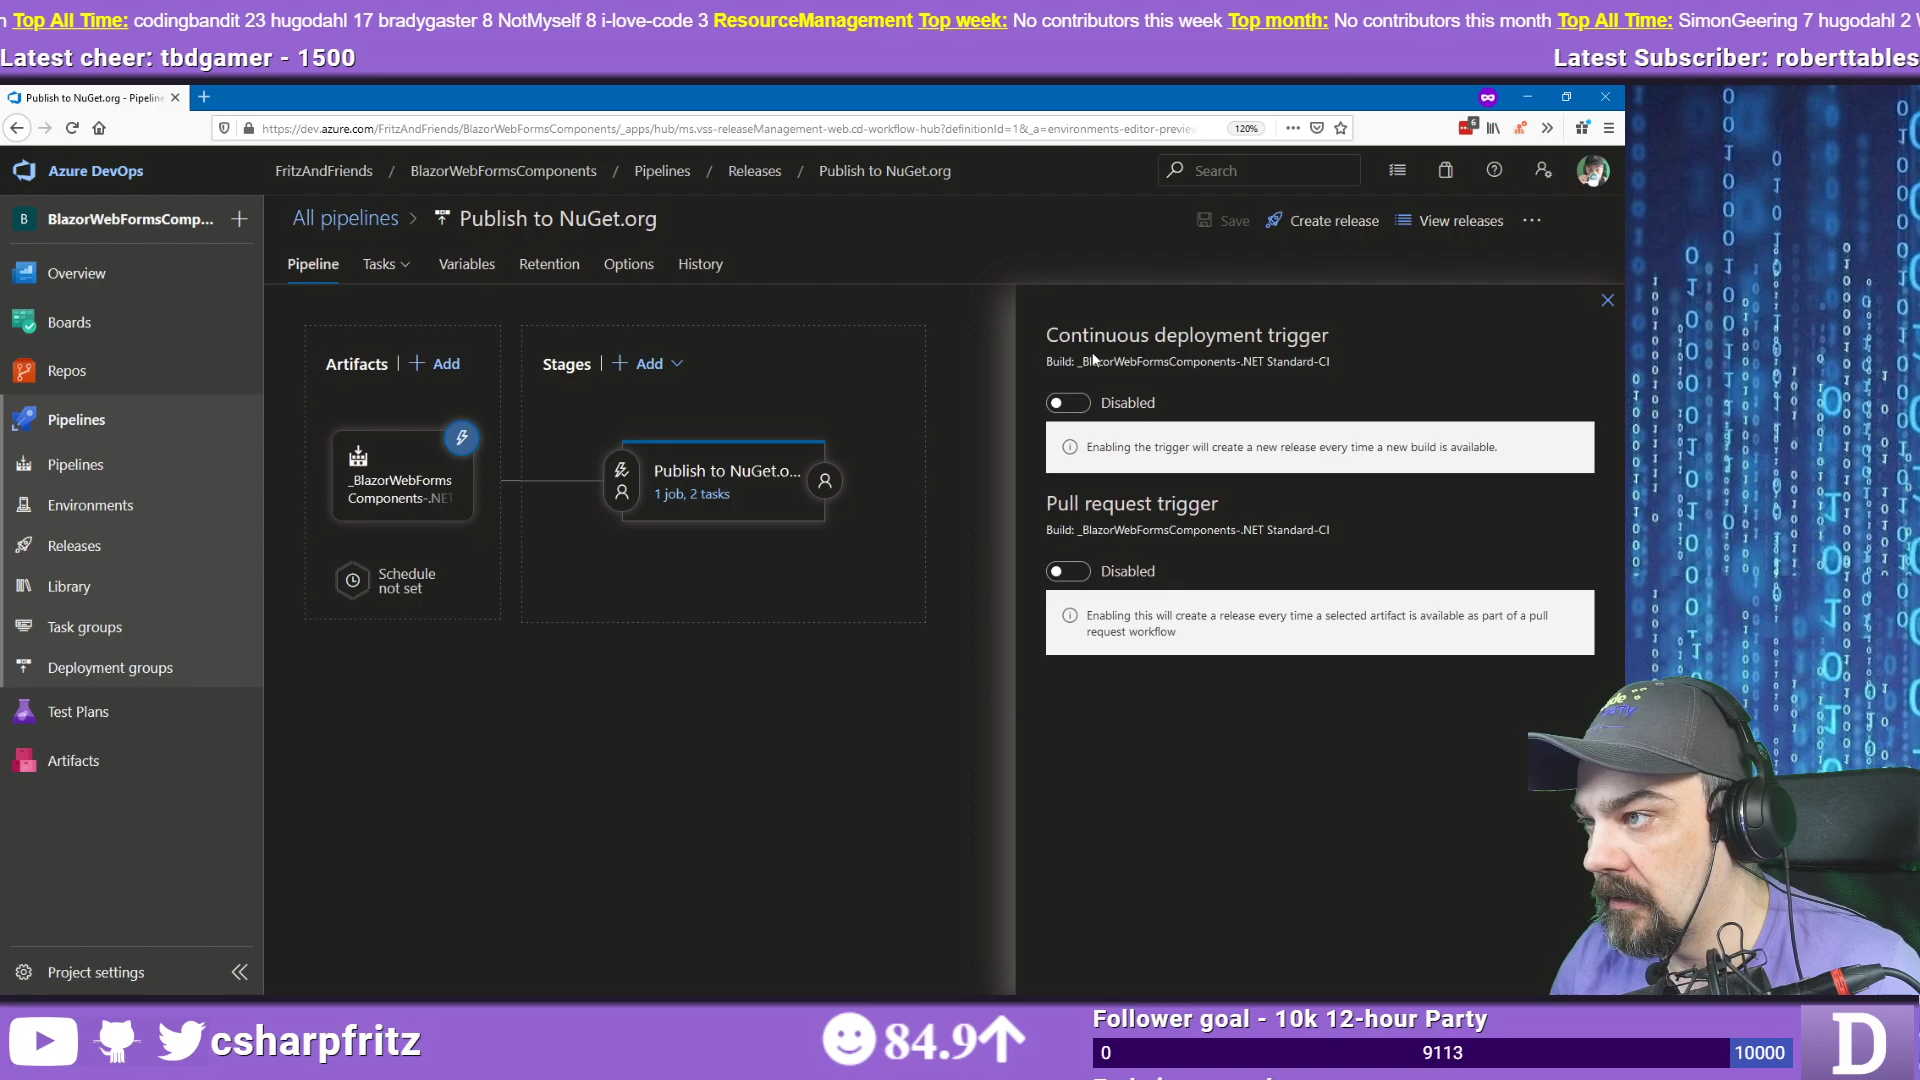 Top All Time: codingbandit 23 hugodahl 17 bradygaster 8 NotMyself 8 i-love-code 3 ResourceManagement Top week: No contributors this week Top month: No contributors this month Top All Time: SimonGeering 7 hugodahl 2
Latest cheer: tbdgamer - 1500
Latest Subscriber: roberttables
Publish to NuGet.org - Pipeline
https://dev.azure.com/FritzAndFriends/BlazorWebFormsComponents/_apps/hub/ms.vss-releaseManagement-web.cd-workflow-hub?definitionId=1&_a=environments-editor-preview
120%
6
Azure DevOps
FritzAndFriends / BlazorWebFormsComponents / Pipelines / Releases / Publish to NuGet.org
Search
B BlazorWebFormsComp...
All pipelines > Publish to NuGet.org
Save
Create release
View releases
Pipeline Tasks Variables Retention Options History
Overview
Boards
Repos
Pipelines
Pipelines
Environments
Releases
Library
Task groups
Deployment groups
Test Plans
Artifacts
Project settings
Artifacts | + Add
_BlazorWebForms
Components-.NET
Schedule
not set
Stages | + Add
Publish to NuGet.o...
1 job, 2 tasks
Continuous deployment trigger
Build: _BlazorWebFormsComponents-.NET Standard-CI
Disabled
Enabling the trigger will create a new release every time a new build is available.
Pull request trigger
Build: _BlazorWebFormsComponents-.NET Standard-CI
Disabled
Enabling this will create a release every time a selected artifact is available as part of a pull
request workflow
csharpfritz
84.9
Follower goal - 10k 12-hour Party
0
9113
10000
D